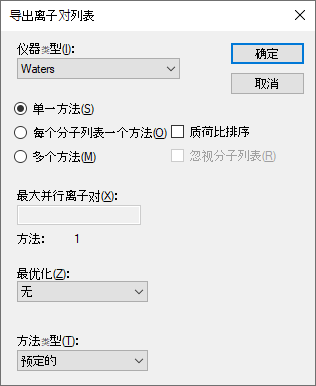 导出离子对列表
仪器类型(I):
Waters
确定
取消
单一方法(S)
每个分子列表一个方法(O)
质荷比排序
多个方法(M)
忽视分子列表(R)
最大并行离子对(X):
方法: 1
最优化(Z):
无
方法类型(T):
预定的